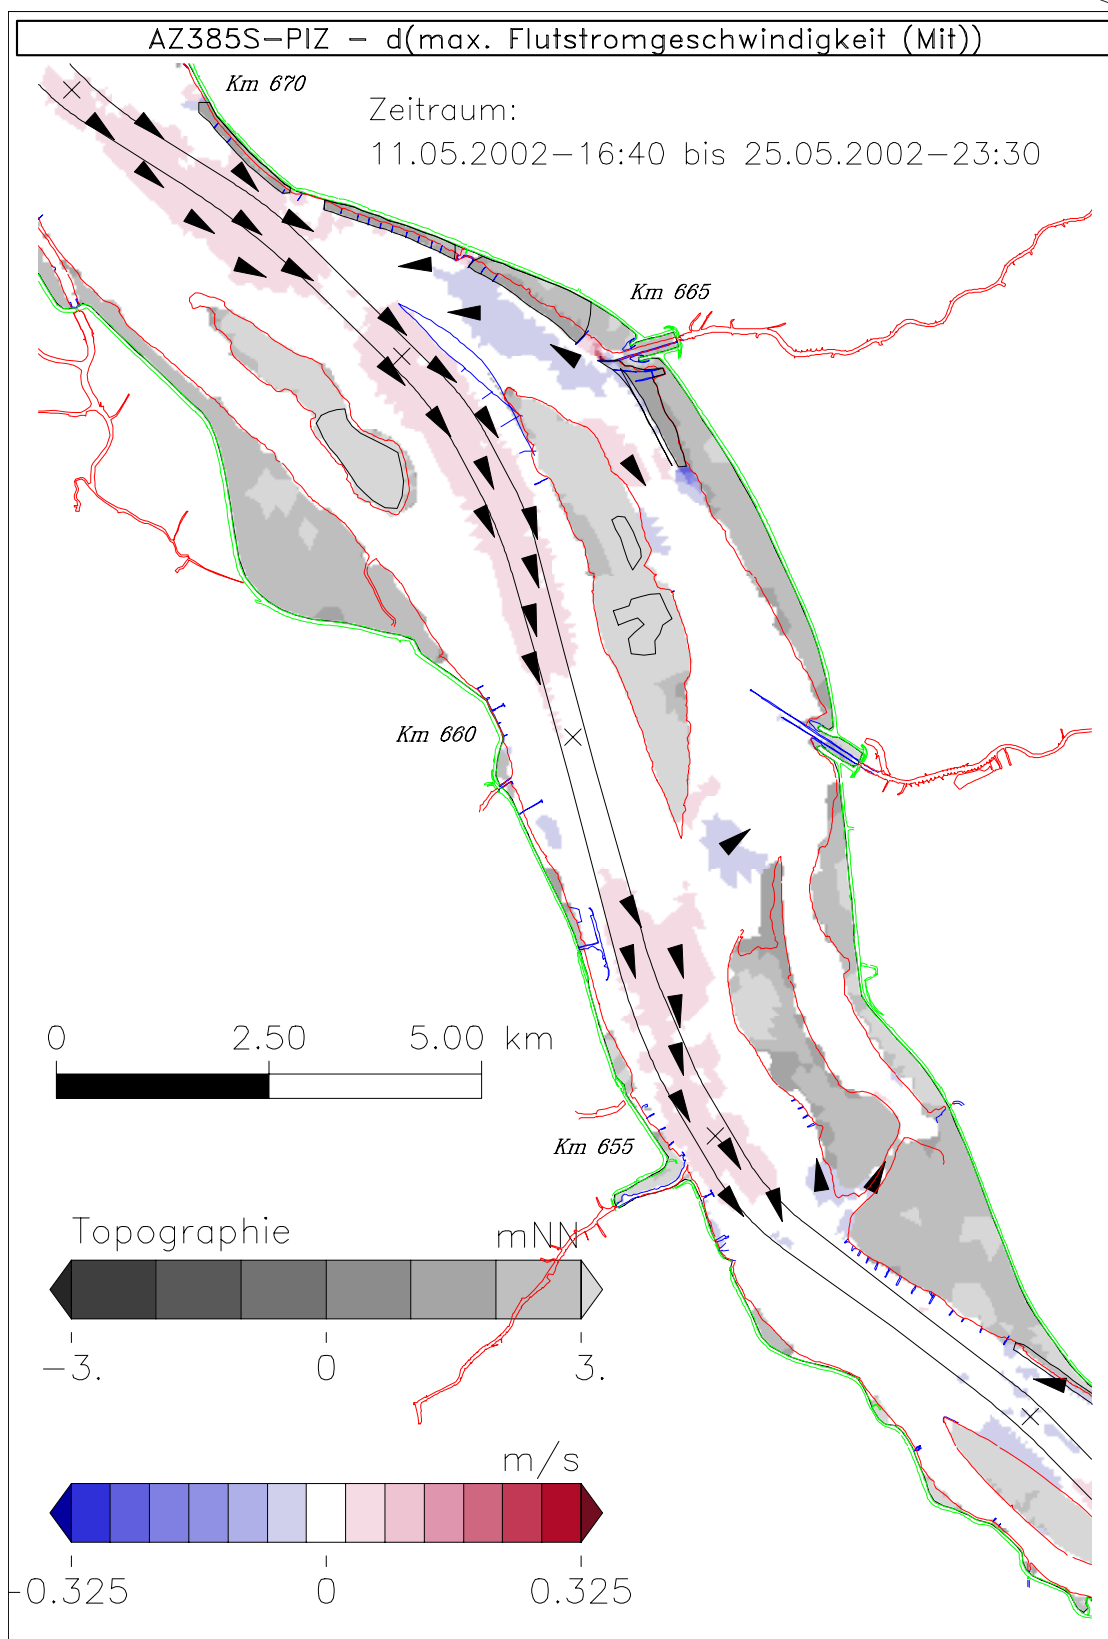 AZ385S-PIZ - d(max. Flutstromgeschwindigkeit (Mit))
Km 670
Zeitraum:
11.05.2002-16:40 bis 25.05.2002-23:30
Km 665
Km 660
0 2.50 5.00 km
Km 655
Topographie mNN
-3. 0 3.
m/s
-0.325 0 0.325